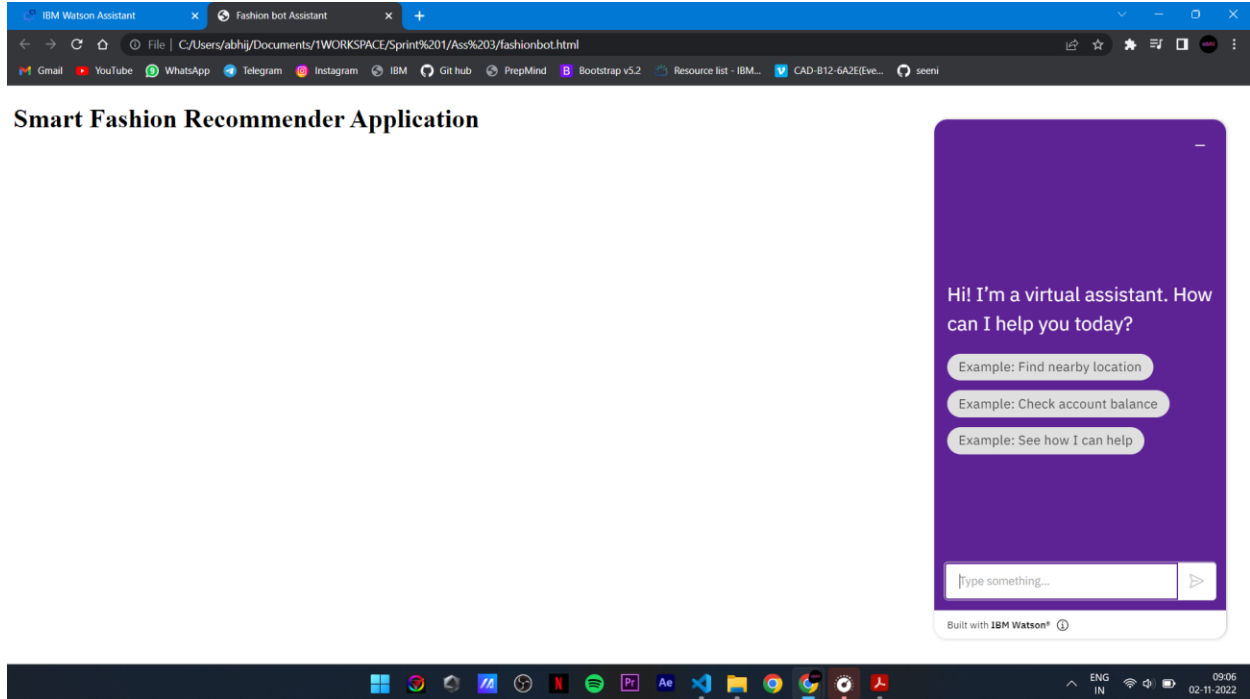 IBM Watson Assistant
Fashion bot Assistant
File | C:/Users/abhij/Documents/1WORKSPACE/Sprint%201/Ass%203/fashionbot.html
Gmail YouTube WhatsApp Telegram Instagram IBM Git hub PrepMind Bootstrap v5.2 Resource list - IBM... CAD-B12-6A2E(Eve... seeni
Smart Fashion Recommender Application
Hi! I’m a virtual assistant. How
can I help you today?
Example: Find nearby location
Example: Check account balance
Example: See how I can help
Type something...
Built with IBM Watson®
N Pr Ae
ENG
IN
09:06
02-11-2022